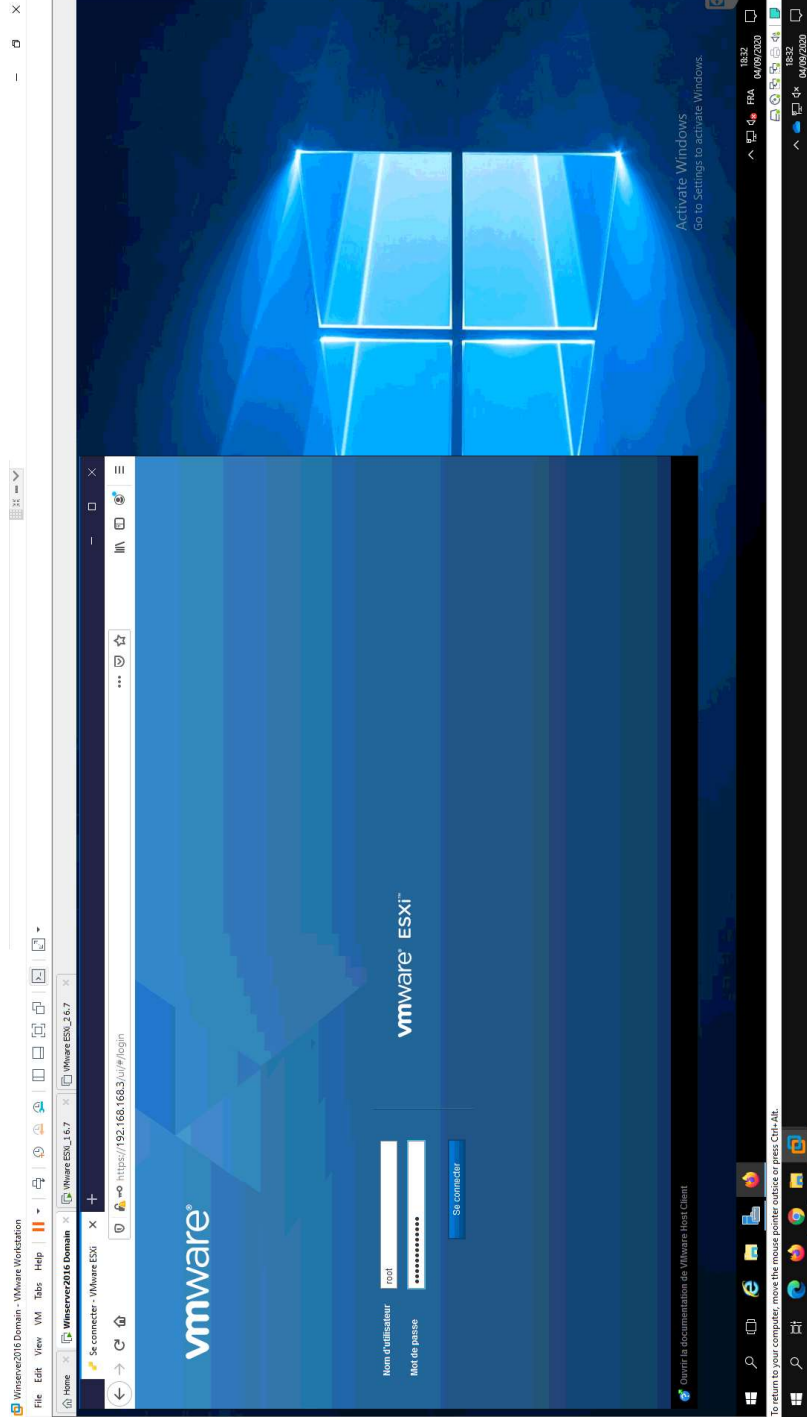 Winserver2016 Domain - VMware Workstation
File Edit View VM Tabs Help
Home
Winserver2016 Domain
VMware ESXi_1 6.7
VMware ESXi_2 6.7
Se connecter - VMware ESXi
https://192.168.168.3/ui/#/login
vmware®
Nom d'utilisateur
root
Mot de passe
Se connecter
vmware® ESXi™
Ouvrir la documentation de VMware Host Client
Activate Windows
Go to Settings to activate Windows.
FRA
18:32
04/09/2020
To return to your computer, move the mouse pointer outside or press Ctrl+Alt.
18:32
04/09/2020